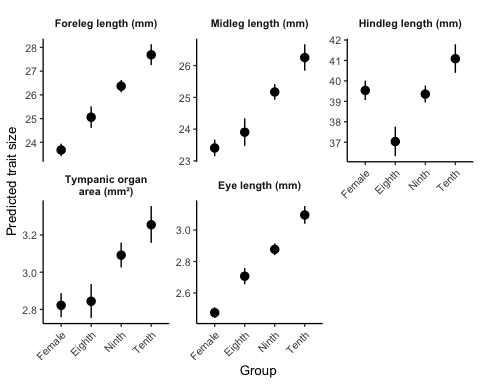 Foreleg length (mm)
Midleg length (mm)
Hindleg length (mm)
28
27
26
25
24
26
25
24
23
42
41
40
39
38
37
Female
Eighth
Ninth
Tenth
Predicted trait size
Tympanic organ
area (mm²)
Eye length (mm)
3.2
3.0
2.8
3.0
2.8
2.6
Female
Eighth
Ninth
Tenth
Female
Eighth
Ninth
Tenth
Group